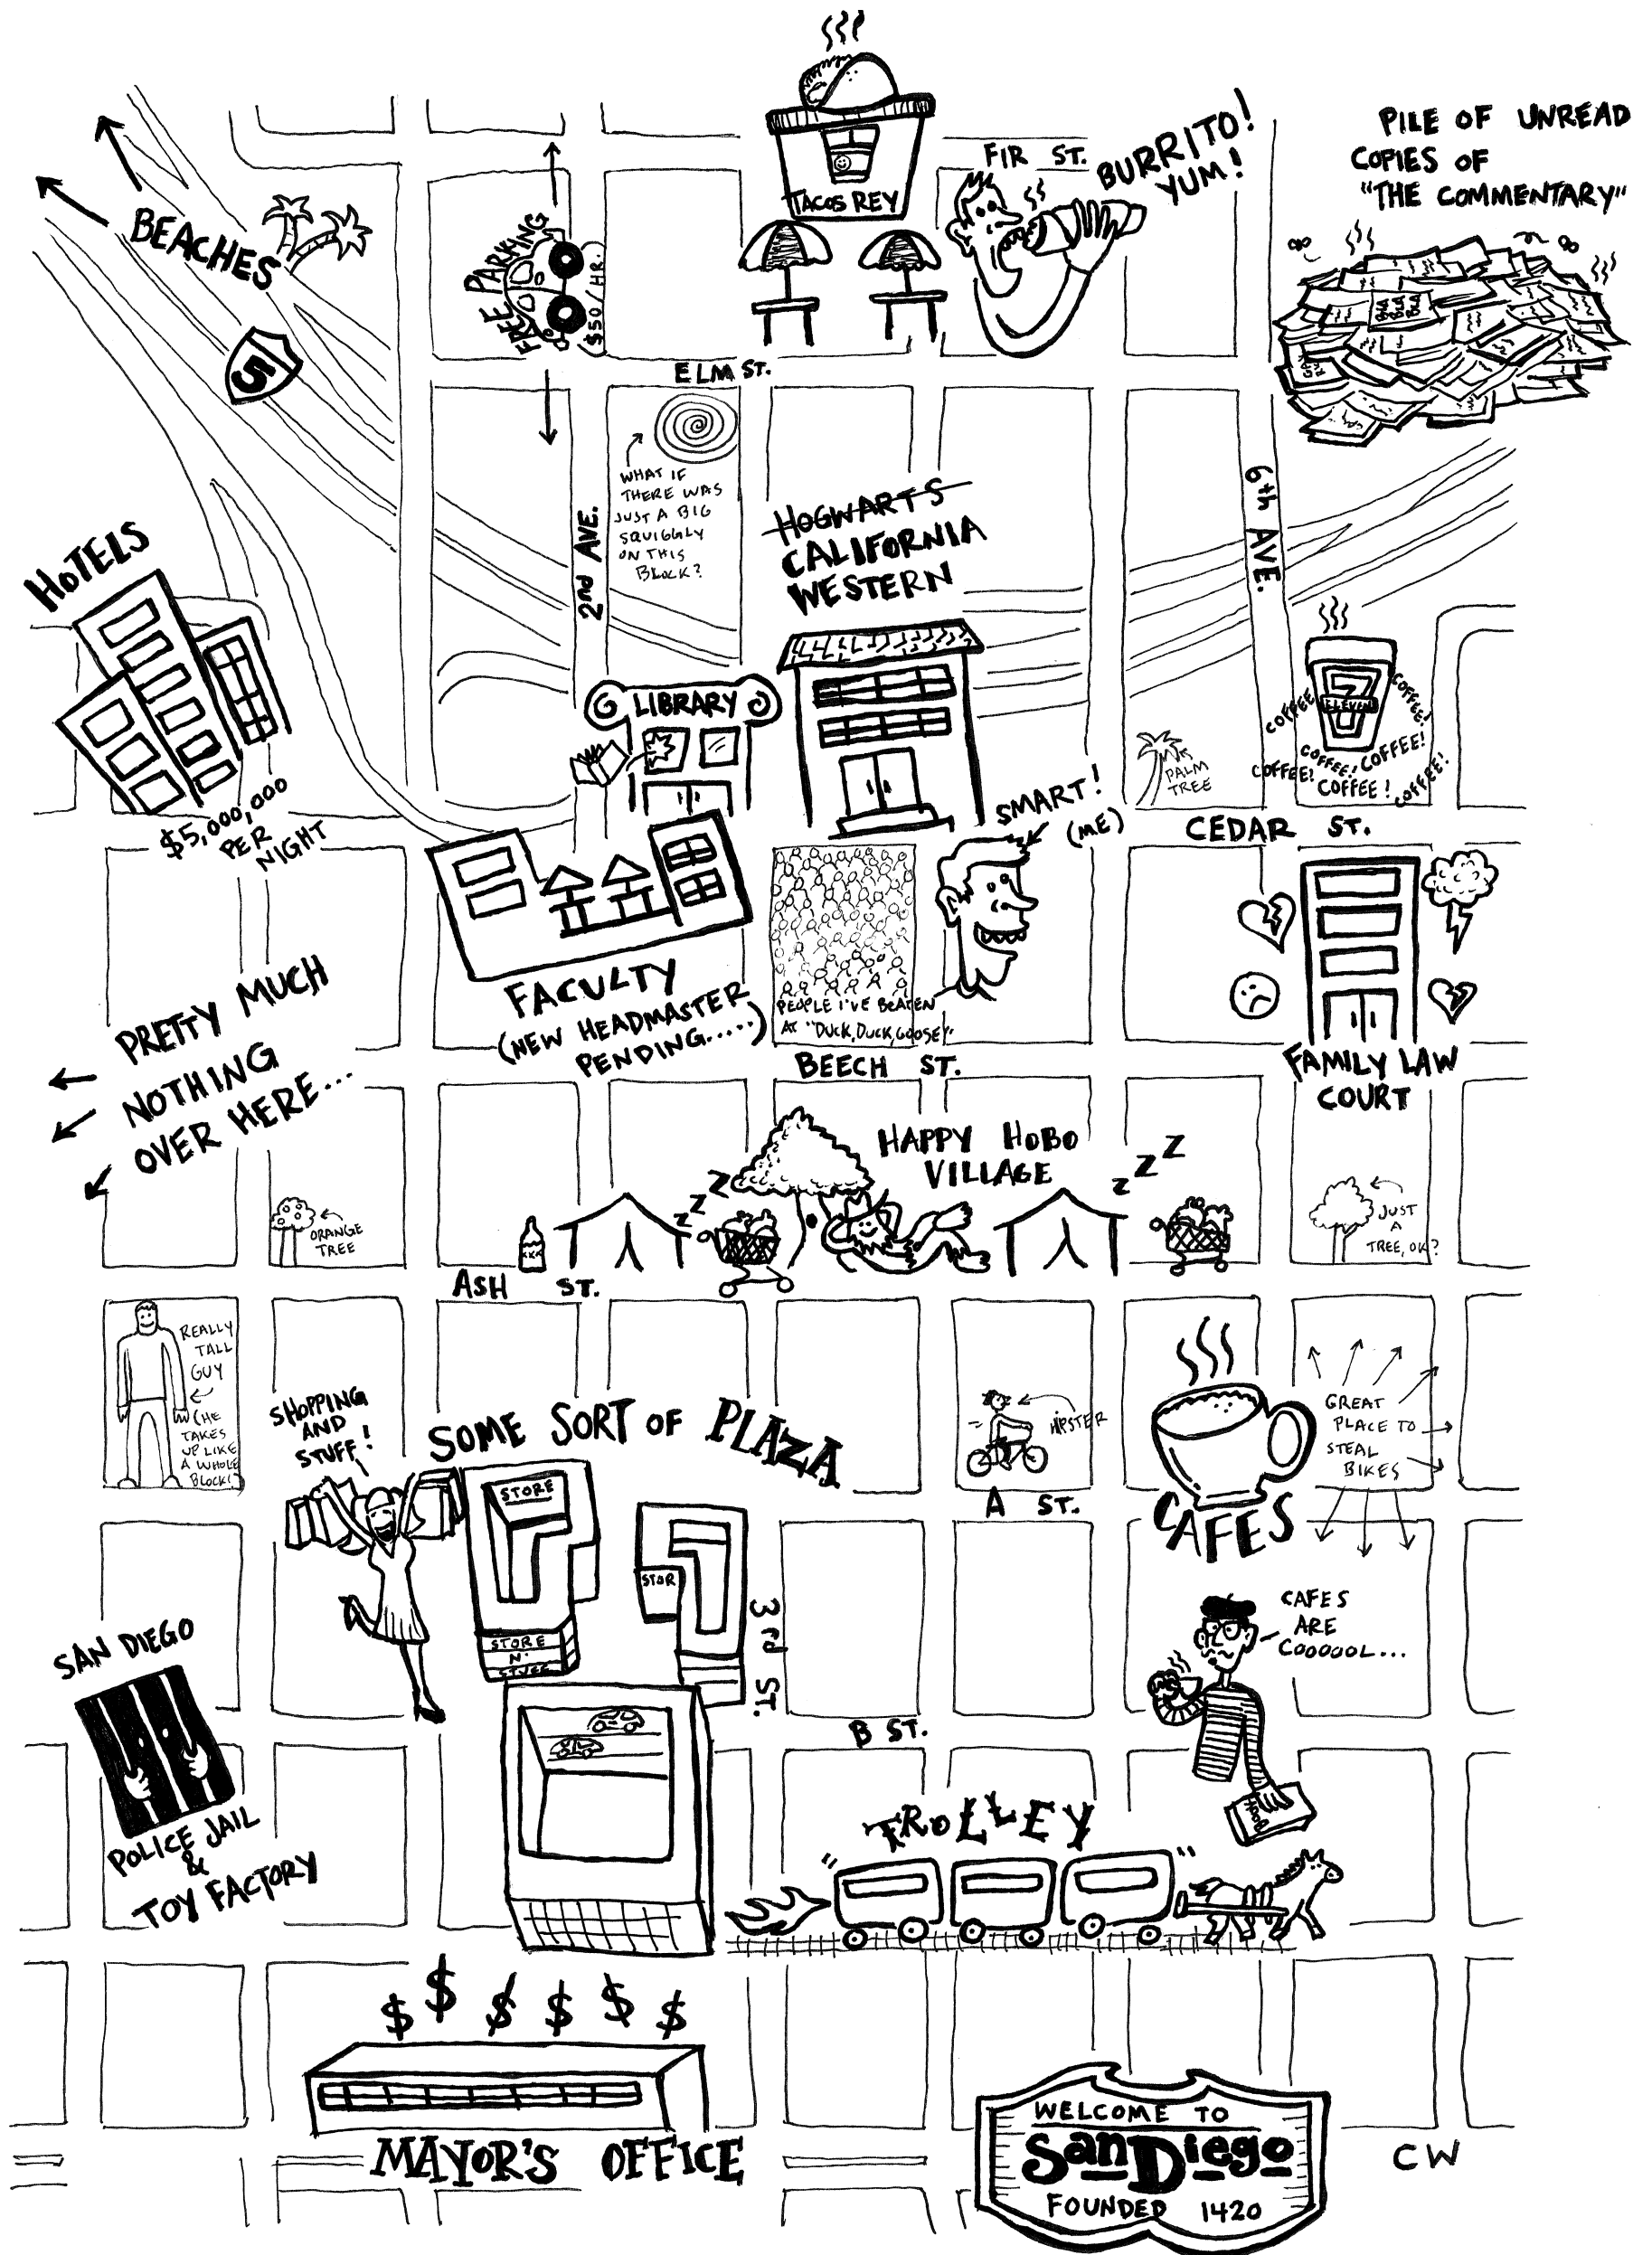 TACOS REY
FIR ST.
BURRITO!
YUM!
PILE OF UNREAD
COPIES OF
"THE COMMENTARY"
BLA
BLA
BLA
BEACHES
5
FREE PARKING
($50/HR.)
ELM ST.
WHAT IF
THERE WAS
JUST A BIG
SQUIGGLY
ON THIS
BLOCK?
2nd AVE.
HOGWARTS
CALIFORNIA
WESTERN
6th AVE.
HOTELS
$5,000,000
PER
NIGHT
LIBRARY
PALM
TREE
7
ELEVEN
COFFEE
COFFEE!
COFFEE!
COFFEE!
COFFEE!
COFFEE!
COFFEE!
CEDAR ST.
SMART!
(ME)
FACULTY
(NEW HEADMASTER
PENDING.....)
PEOPLE I'VE BEATEN
AT "DUCK, DUCK, GOOSE!"
BEECH ST.
FAMILY LAW
COURT
PRETTY MUCH
NOTHING
OVER HERE...
HAPPY HOBO
VILLAGE
Z Z Z
Z Z Z
ORANGE
TREE
XXX
JUST
A
TREE, OK?
ASH ST.
REALLY
TALL
GUY
(HE
TAKES
UP LIKE
A WHOLE
BLOCK!)
SHOPPING
AND
STUFF!
SOME SORT OF PLAZA
HIPSTER
GREAT
PLACE TO
STEAL
BIKES
A ST.
CAFES
STORE
STOR
STORE
N'
STUFF
3rd ST.
CAFES
ARE
COOOOOL...
SAN DIEGO
POLICE JAIL
&
TOY FACTORY
B ST.
"TROLLEY"
$ $ $ $ $ $
MAYOR'S OFFICE
WELCOME TO
San Diego
FOUNDED 1420
CW